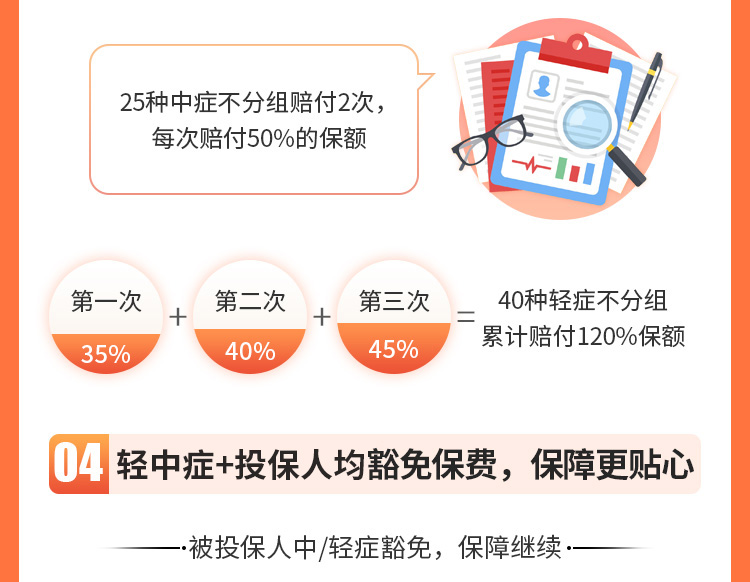 25种中症不分组赔付2次，
每次赔付50%的保额
第一次
35%
+
第二次
40%
+
第三次
45%
=
40种轻症不分组
累计赔付120%保额
04 轻中症+投保人均豁免保费，保障更贴心
被投保人中/轻症豁免，保障继续